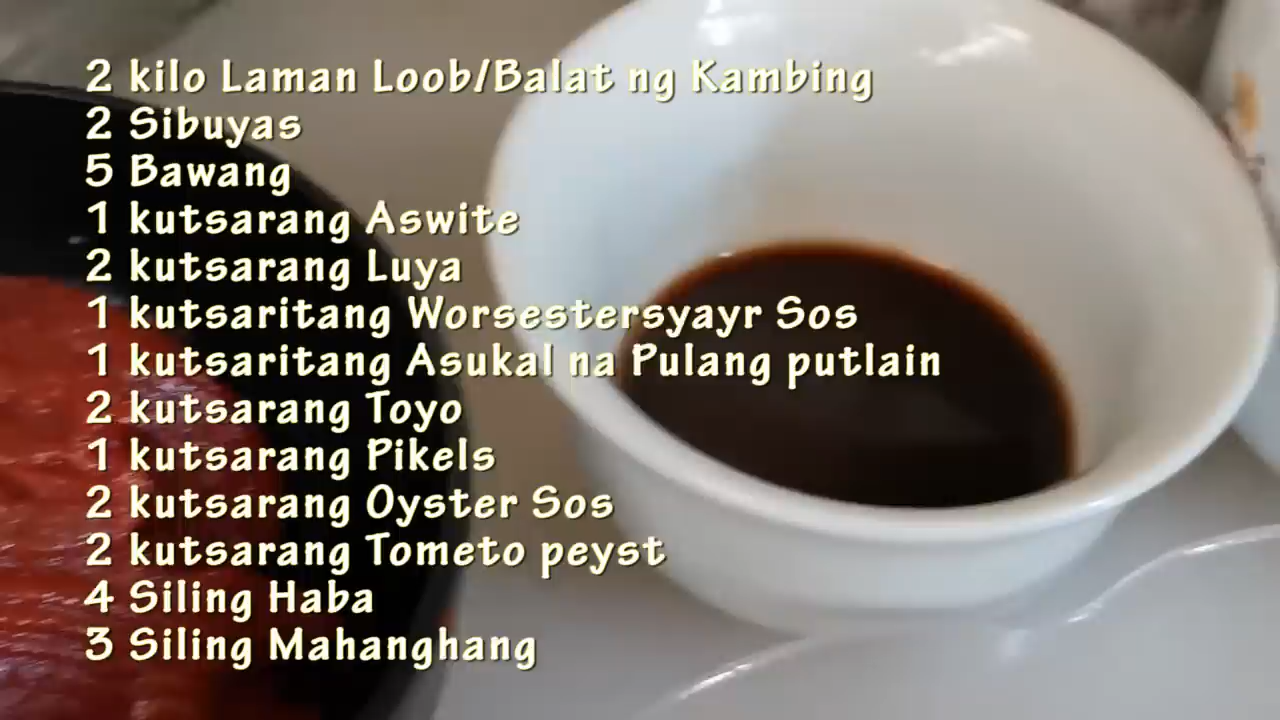 2 kilo Laman Loob/Balat ng Kambing
2 Sibuyas
5 Bawang
1 kutsarang Aswite
2 kutsarang Luya
1 kutsaritang Worsestersyayr Sos
1 kutsaritang Asukal na Pulang putlain
2 kutsarang Toyo
1 kutsarang Pikels
2 kutsarang Oyster Sos
2 kutsarang Tometo peyst
4 Siling Haba
3 Siling Mahanghang